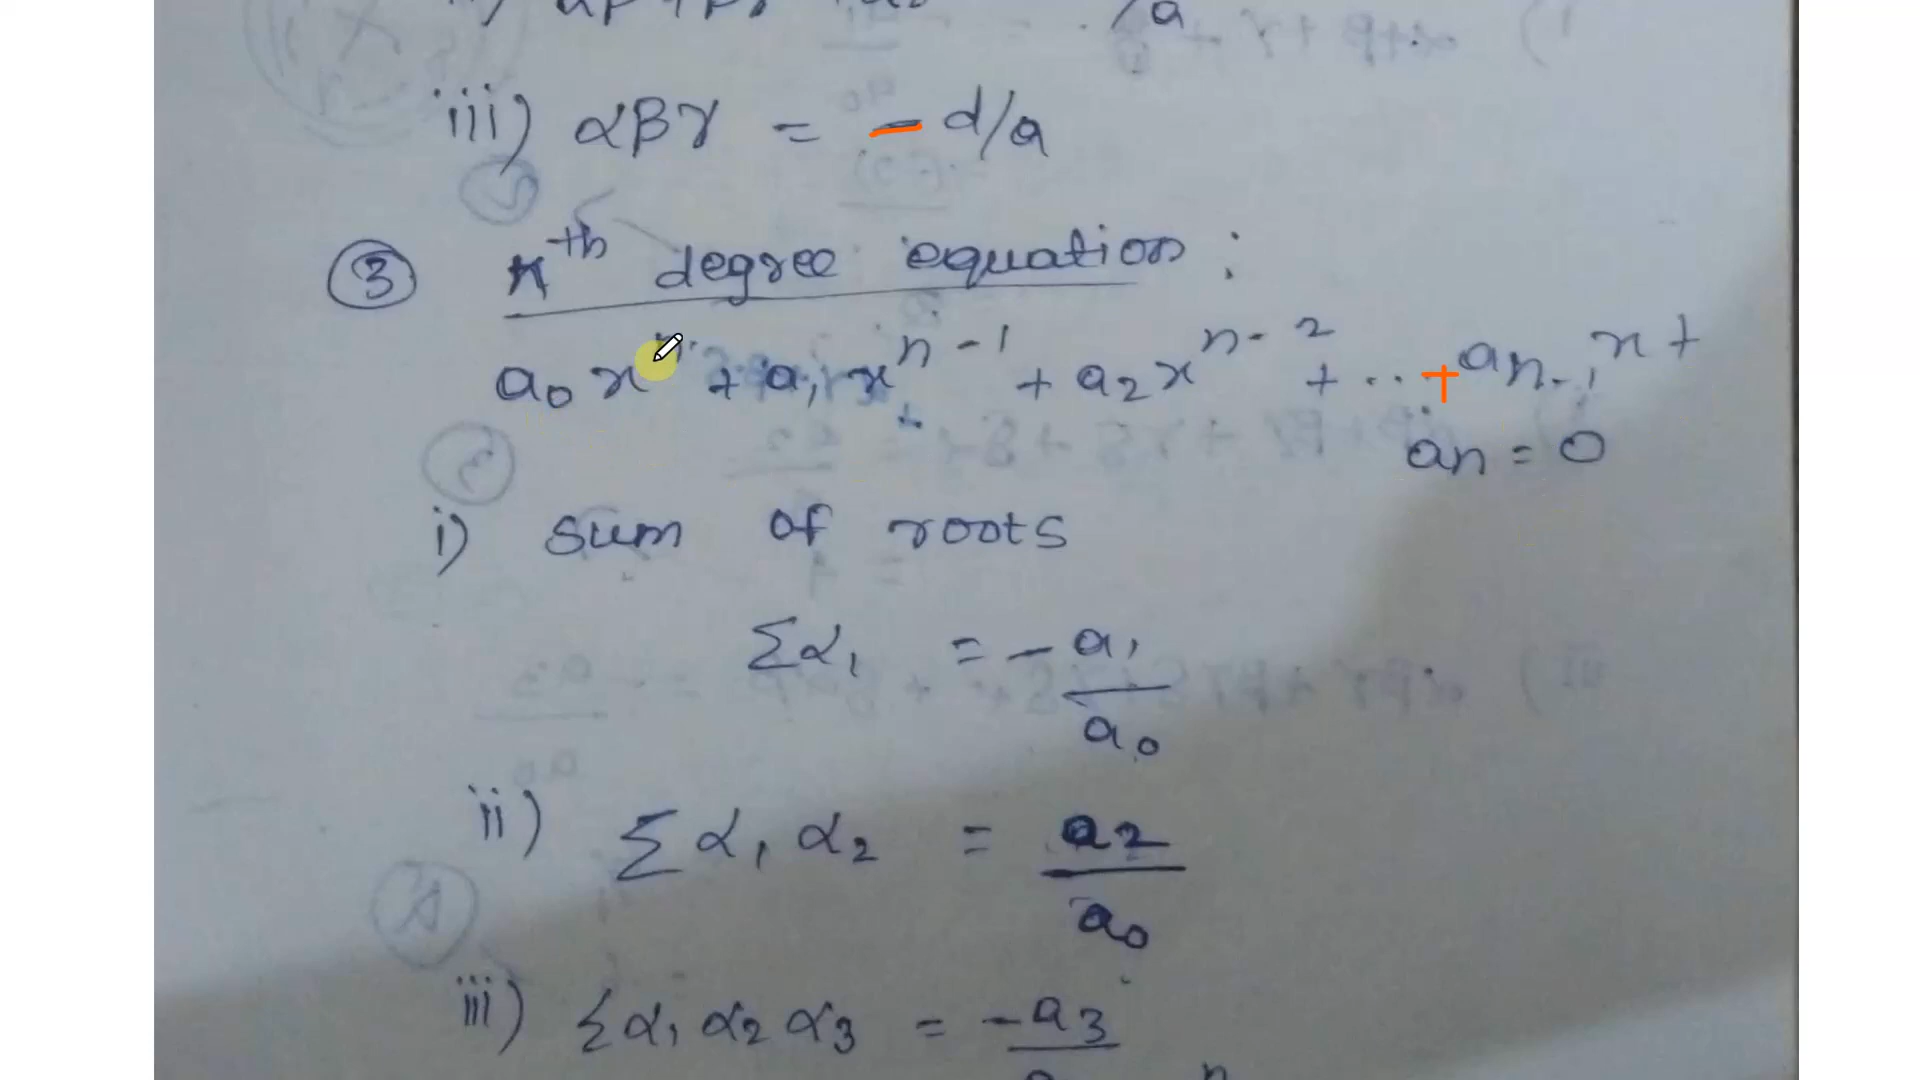 iii) αβγ = - d/a
③ nth degree equation :
a₀xⁿ + a₁xⁿ⁻¹ + a₂xⁿ⁻² + ... + aₙ₋₁x +
aₙ = 0
i) sum of roots
Σα₁ = -a₁/a₀
ii) Σα₁α₂ = a₂/a₀
iii) Σα₁α₂α₃ = -a₃